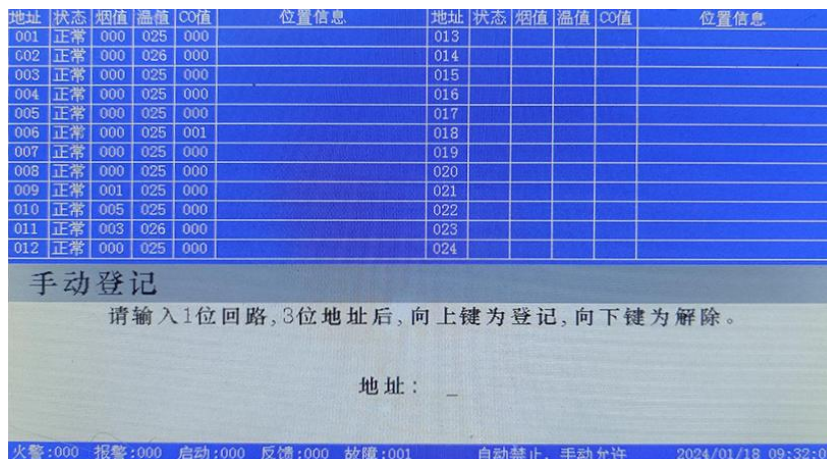 地址 状态 烟值 温值 CO值 位置信息 地址 状态 烟值 温值 CO值 位置信息
001 正常 000 025 000 013
002 正常 000 026 000 014
003 正常 000 025 000 015
004 正常 000 025 000 016
005 正常 000 025 000 017
006 正常 000 025 001 018
007 正常 000 025 000 019
008 正常 000 025 000 020
009 正常 001 025 000 021
010 正常 005 025 000 022
011 正常 003 026 000 023
012 正常 000 025 000 024
手动登记
请输入1位回路,3位地址后,向上键为登记,向下键为解除。
地址: _
火警:000 报警:000 启动:000 反馈:000 故障:001 自动禁止, 手动允许 2024/01/18 09:32:0